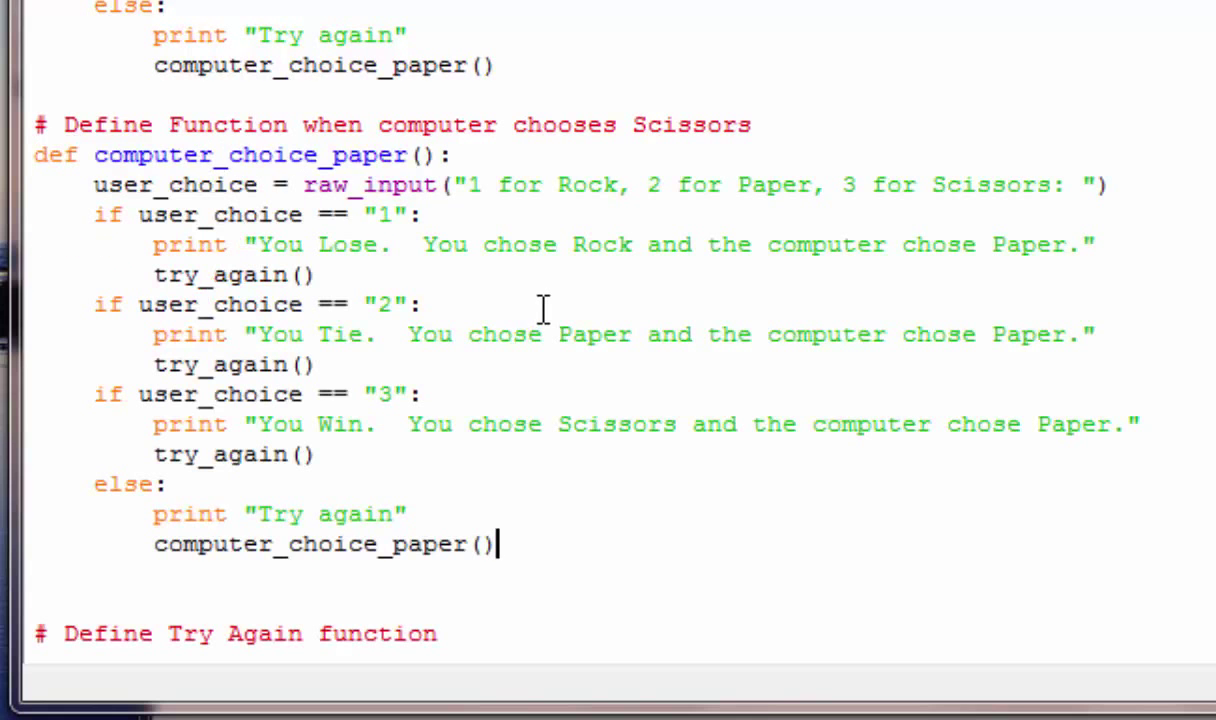 else:
print "Try again"
computer_choice_paper()
# Define Function when computer chooses Scissors
def computer_choice_paper():
user_choice = raw_input("1 for Rock, 2 for Paper, 3 for Scissors: ")
if user_choice == "1":
print "You Lose.  You chose Rock and the computer chose Paper."
try_again()
if user_choice == "2":
print "You Tie.  You chose Paper and the computer chose Paper."
try_again()
if user_choice == "3":
print "You Win.  You chose Scissors and the computer chose Paper."
try_again()
else:
print "Try again"
computer_choice_paper()
# Define Try Again function